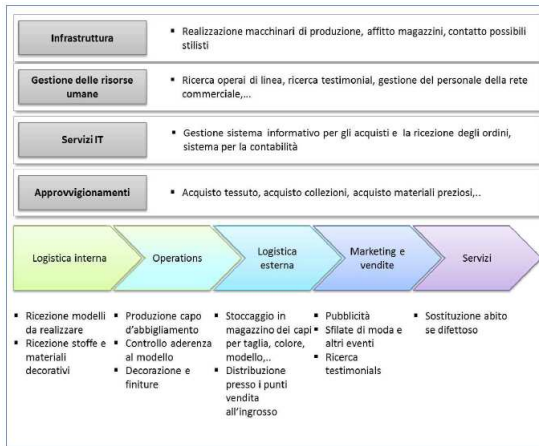 Infrastruttura
▪ Realizzazione macchinari di produzione, affitto magazzini, contatto possibili
stilisti
Gestione delle risorse
umane
▪ Ricerca operai di linea, ricerca testimonial, gestione del personale della rete
commerciale,...
Servizi IT
▪ Gestione sistema informativo per gli acquisti e la ricezione degli ordini,
sistema per la contabilità
Approvvigionamenti
▪ Acquisto tessuto, acquisto collezioni, acquisto materiali preziosi,..
Logistica interna
Operations
Logistica
esterna
Marketing e
vendite
Servizi
▪ Ricezione modelli
da realizzare
▪ Ricezione stoffe e
materiali
decorativi
▪ Produzione capo
d'abbigliamento
▪ Controllo aderenza
al modello
▪ Decorazione e
finiture
▪ Stoccaggio in
magazzino dei capi
per taglia, colore,
modello,..
▪ Distribuzione
presso i punti
vendita
all'ingrosso
▪ Pubblicità
▪ Sfilate di moda e
altri eventi
▪ Ricerca
testimonials
▪ Sostituzione abito
se difettoso